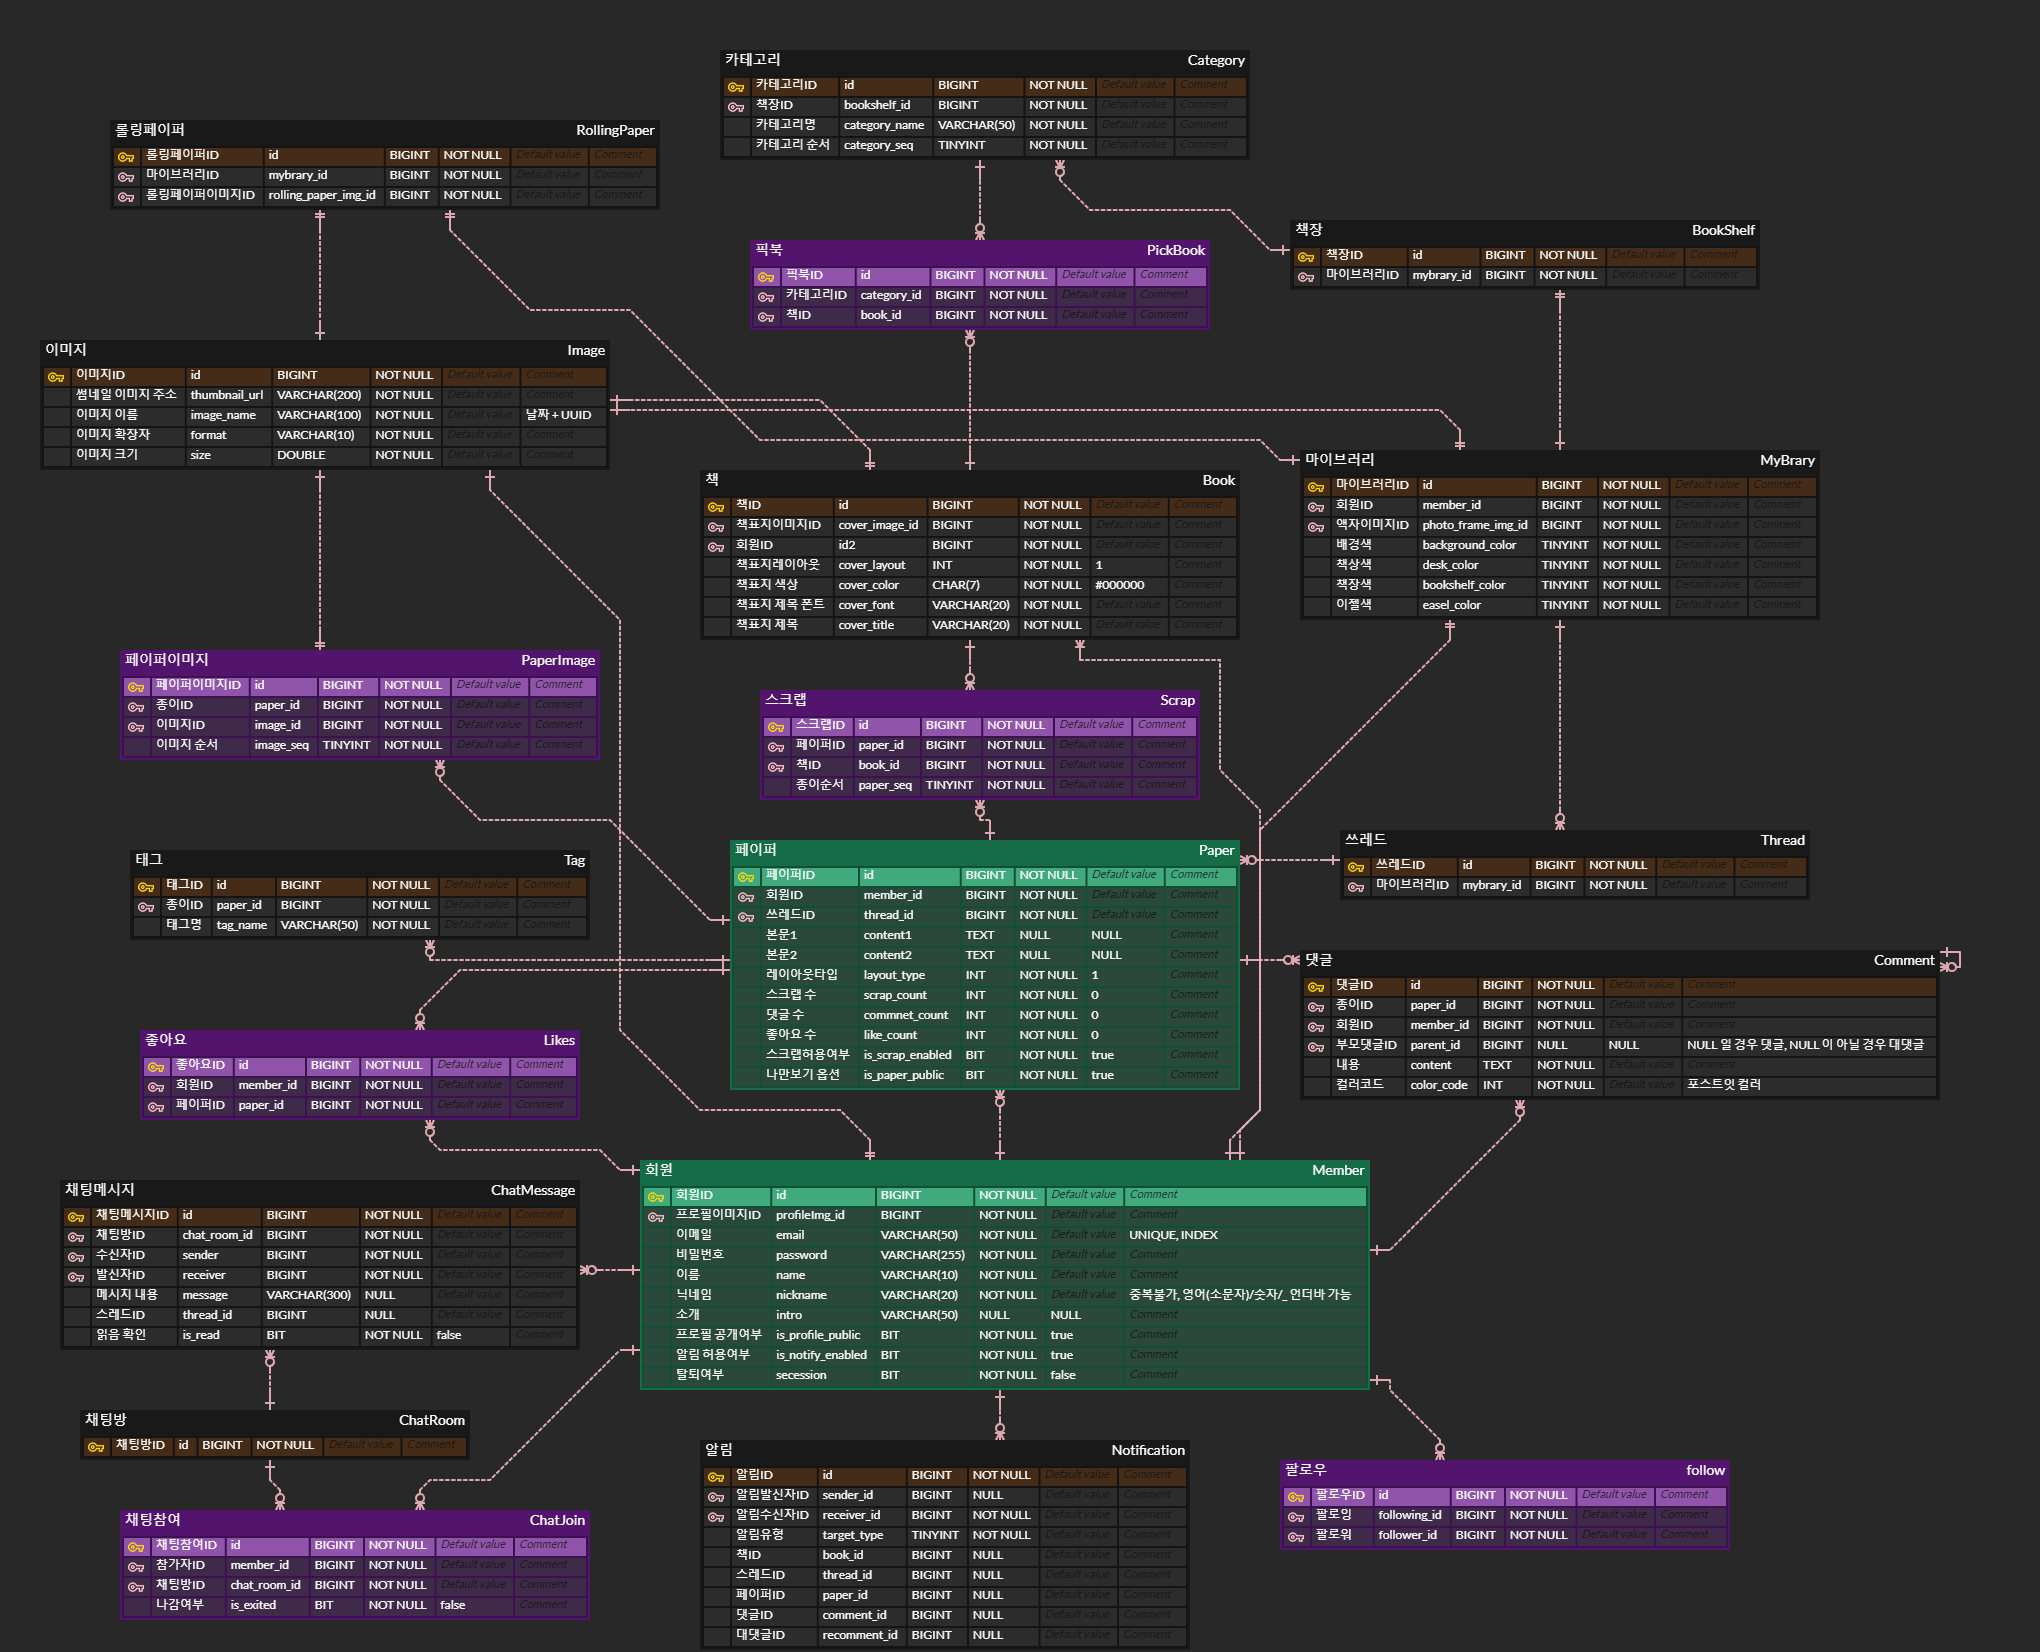 카테고리 Category
카테고리ID id BIGINT NOT NULL Default value Comment
책장ID bookshelf_id BIGINT NOT NULL Default value Comment
카테고리명 category_name VARCHAR(50) NOT NULL Default value Comment
카테고리 순서 category_seq TINYINT NOT NULL Default value Comment
롤링페이퍼 RollingPaper
롤링페이퍼ID id BIGINT NOT NULL Default value Comment
마이브러리ID mybrary_id BIGINT NOT NULL Default value Comment
롤링페이퍼이미지ID rolling_paper_img_id BIGINT NOT NULL Default value Comment
책장 BookShelf
책장ID id BIGINT NOT NULL Default value Comment
마이브러리ID mybrary_id BIGINT NOT NULL Default value Comment
픽북 PickBook
픽북ID id BIGINT NOT NULL Default value Comment
카테고리ID category_id BIGINT NOT NULL Default value Comment
책ID book_id BIGINT NOT NULL Default value Comment
이미지 Image
이미지ID id BIGINT NOT NULL Default value Comment
썸네일 이미지 주소 thumbnail_url VARCHAR(200) NOT NULL Default value Comment
이미지 이름 image_name VARCHAR(100) NOT NULL Default value 날짜 + UUID
이미지 확장자 format VARCHAR(10) NOT NULL Default value Comment
이미지 크기 size DOUBLE NOT NULL Default value Comment
마이브러리 MyBrary
마이브러리ID id BIGINT NOT NULL Default value Comment
회원ID member_id BIGINT NOT NULL Default value Comment
액자이미지ID photo_frame_img_id BIGINT NOT NULL Default value Comment
배경색 background_color TINYINT NOT NULL Default value Comment
책상색 desk_color TINYINT NOT NULL Default value Comment
책장색 bookshelf_color TINYINT NOT NULL Default value Comment
이젤색 easel_color TINYINT NOT NULL Default value Comment
책 Book
책ID id BIGINT NOT NULL Default value Comment
책표지이미지ID cover_image_id BIGINT NOT NULL Default value Comment
회원ID id2 BIGINT NOT NULL Default value Comment
책표지레이아웃 cover_layout INT NOT NULL 1 Comment
책표지 색상 cover_color CHAR(7) NOT NULL #000000 Comment
책표지 제목 폰트 cover_font VARCHAR(20) NOT NULL Default value Comment
책표지 제목 cover_title VARCHAR(20) NOT NULL Default value Comment
페이퍼이미지 PaperImage
페이퍼이미지ID id BIGINT NOT NULL Default value Comment
종이ID paper_id BIGINT NOT NULL Default value Comment
이미지ID image_id BIGINT NOT NULL Default value Comment
이미지 순서 image_seq TINYINT NOT NULL Default value Comment
스크랩 Scrap
스크랩ID id BIGINT NOT NULL Default value Comment
페이퍼ID paper_id BIGINT NOT NULL Default value Comment
책ID book_id BIGINT NOT NULL Default value Comment
종이순서 paper_seq TINYINT NOT NULL Default value Comment
쓰레드 Thread
쓰레드ID id BIGINT NOT NULL Default value Comment
마이브러리ID mybrary_id BIGINT NOT NULL Default value Comment
페이퍼 Paper
페이퍼ID id BIGINT NOT NULL Default value Comment
회원ID member_id BIGINT NOT NULL Default value Comment
쓰레드ID thread_id BIGINT NOT NULL Default value Comment
본문1 content1 TEXT NULL NULL Comment
본문2 content2 TEXT NULL NULL Comment
레이아웃타입 layout_type INT NOT NULL 1 Comment
스크랩 수 scrap_count INT NOT NULL 0 Comment
댓글 수 commnet_count INT NOT NULL 0 Comment
좋아요 수 like_count INT NOT NULL 0 Comment
스크랩허용여부 is_scrap_enabled BIT NOT NULL true Comment
나만보기 옵션 is_paper_public BIT NOT NULL true Comment
태그 Tag
태그ID id BIGINT NOT NULL Default value Comment
종이ID paper_id BIGINT NOT NULL Default value Comment
태그명 tag_name VARCHAR(50) NOT NULL Default value Comment
댓글 Comment
댓글ID id BIGINT NOT NULL Default value Comment
종이ID paper_id BIGINT NOT NULL Default value Comment
회원ID member_id BIGINT NOT NULL Default value Comment
부모댓글ID parent_id BIGINT NULL NULL NULL 일 경우 댓글, NULL 이 아닐 경우 대댓글
내용 content TEXT NOT NULL Default value Comment
컬러코드 color_code INT NOT NULL Default value 포스트잇 컬러
좋아요 Likes
좋아요ID id BIGINT NOT NULL Default value Comment
회원ID member_id BIGINT NOT NULL Default value Comment
페이퍼ID paper_id BIGINT NOT NULL Default value Comment
회원 Member
회원ID id BIGINT NOT NULL Default value Comment
프로필이미지ID profileImg_id BIGINT NOT NULL Default value Comment
이메일 email VARCHAR(50) NOT NULL Default value UNIQUE, INDEX
비밀번호 password VARCHAR(255) NOT NULL Default value Comment
이름 name VARCHAR(10) NOT NULL Default value Comment
닉네임 nickname VARCHAR(20) NOT NULL Default value 중복불가, 영어(소문자)/숫자/_ 언더바 가능
소개 intro VARCHAR(50) NULL NULL Comment
프로필 공개여부 is_profile_public BIT NOT NULL true Comment
알림 허용여부 is_notify_enabled BIT NOT NULL true Comment
탈퇴여부 secession BIT NOT NULL false Comment
채팅메시지 ChatMessage
채팅메시지ID id BIGINT NOT NULL Default value Comment
채팅방ID chat_room_id BIGINT NOT NULL Default value Comment
수신자ID sender BIGINT NOT NULL Default value Comment
발신자ID receiver BIGINT NOT NULL Default value Comment
메시지 내용 message VARCHAR(300) NULL Default value Comment
스레드ID thread_id BIGINT NULL Default value Comment
읽음 확인 is_read BIT NOT NULL false Comment
채팅방 ChatRoom
채팅방ID id BIGINT NOT NULL Default value Comment
채팅참여 ChatJoin
채팅참여ID id BIGINT NOT NULL Default value Comment
참가자ID member_id BIGINT NOT NULL Default value Comment
채팅방ID chat_room_id BIGINT NOT NULL Default value Comment
나감여부 is_exited BIT NOT NULL false Comment
알림 Notification
알림ID id BIGINT NOT NULL Default value Comment
알림발신자ID sender_id BIGINT NULL Default value Comment
알림수신자ID receiver_id BIGINT NOT NULL Default value Comment
알림유형 target_type TINYINT NOT NULL Default value Comment
책ID book_id BIGINT NULL Default value Comment
스레드ID thread_id BIGINT NULL Default value Comment
페이퍼ID paper_id BIGINT NULL Default value Comment
댓글ID comment_id BIGINT NULL Default value Comment
대댓글ID recomment_id BIGINT NULL Default value Comment
팔로우 follow
팔로우ID id BIGINT NOT NULL Default value Comment
팔로잉 following_id BIGINT NOT NULL Default value Comment
팔로워 follower_id BIGINT NOT NULL Default value Comment